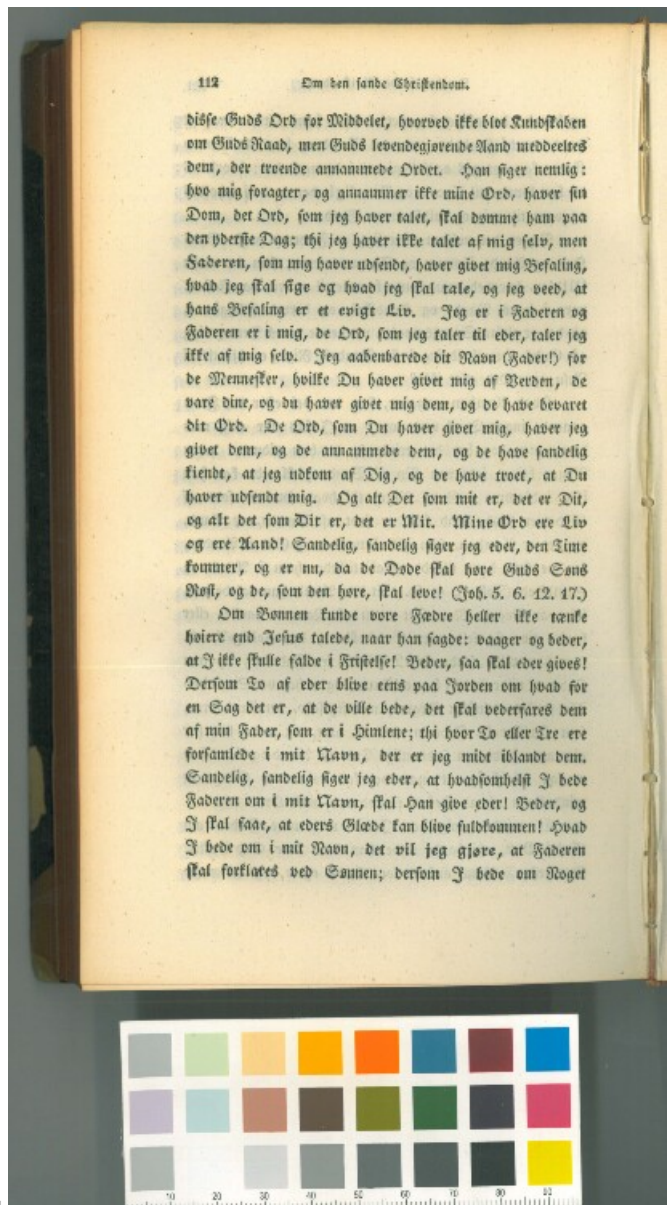 112 Om den sande Christendom.
disse Guds Ord for Middelet, hvorved ikke blot Kundskaben
om Guds Raad, men Guds levendegjørende Aand meddeeltes
dem, der troende annammede Ordet. Han siger nemlig:
hvo mig foragter, og annammer ikke mine Ord, haver sin
Dom, det Ord, som jeg haver talet, skal dømme ham paa
den yderste Dag; thi jeg haver ikke talet af mig selv, men
Faderen, som mig haver udsendt, haver givet mig Befaling,
hvad jeg skal sige og hvad jeg skal tale, og jeg veed, at
hans Befaling er et evigt Liv. Jeg er i Faderen og
Faderen er i mig, de Ord, som jeg taler til eder, taler jeg
ikke af mig selv. Jeg aabenbarede dit Navn (Fader!) for
de Mennesker, hvilke Du haver givet mig af Verden, de
vare dine, og du haver givet mig dem, og de have bevaret
dit Ord. De Ord, som Du haver givet mig, haver jeg
givet dem, og de annammede dem, og de have sandelig
kiendt, at jeg udkom af Dig, og de have troet, at Du
haver udsendt mig. Og alt Det som mit er, det er Dit,
og alt det som Dit er, det er Mit. Mine Ord ere Liv
og ere Aand! Sandelig, sandelig siger jeg eder, den Time
kommer, og er nu, da de Døde skal høre Guds Søns
Røst, og de, som den høre, skal leve! (Joh. 5. 6. 12. 17.)
Om Bønnen kunde vore Fædre heller ikke tænke
høiere end Jesus talede, naar han sagde: vaager og beder,
at I ikke skulle falde i Fristelse! Beder, saa skal eder gives!
Dersom To af eder blive eens paa Jorden om hvad for
en Sag det er, at de ville bede, det skal vederfares dem
af min Fader, som er i Himlene; thi hvor To eller Tre ere
forsamlede i mit Navn, der er jeg midt iblandt dem.
Sandelig, sandelig siger jeg eder, at hvadsomhelst I bede
Faderen om i mit Navn, skal Han give eder! Beder, og
I skal faae, at eders Glæde kan blive fuldkommen! Hvad
I bede om i mit Navn, det vil jeg gjøre, at Faderen
skal forklares ved Sønnen; dersom I bede om Noget
10 20 30 40 50 60 70 80 90